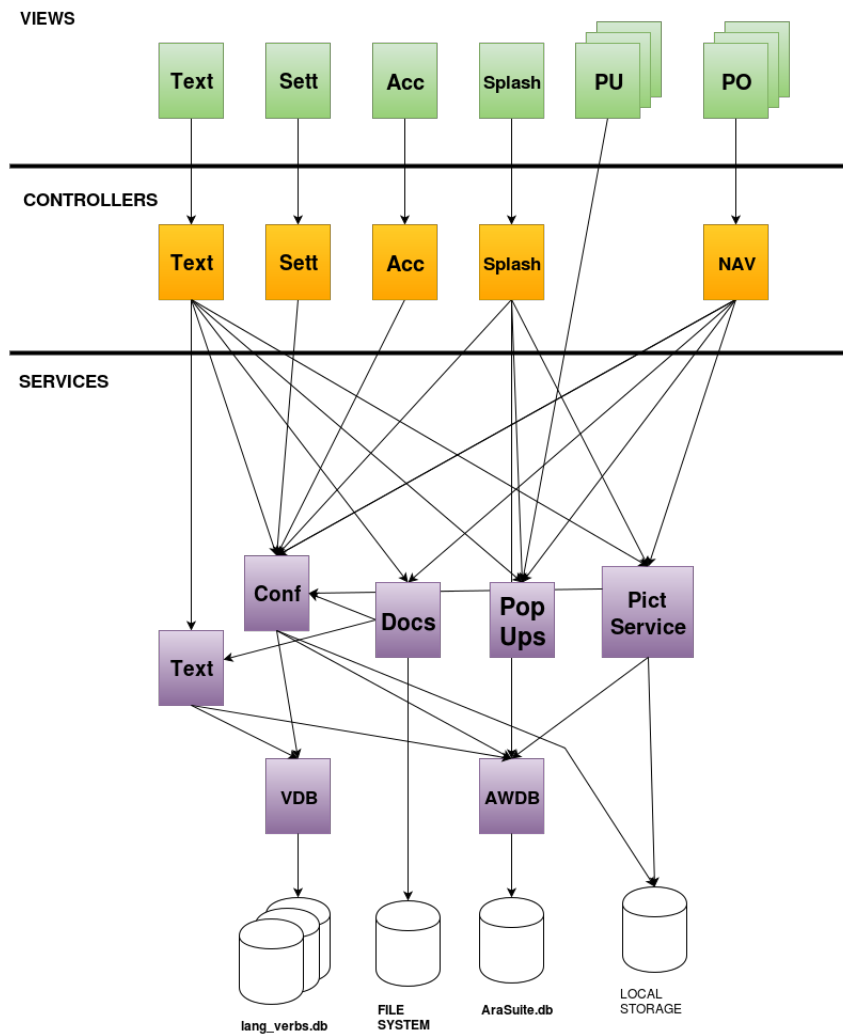 VIEWS
Text
Sett
Acc
Splash
PU
PO
CONTROLLERS
Text
Sett
Acc
Splash
NAV
SERVICES
Conf
Docs
Pop
Ups
Pict
Service
Text
VDB
AWDB
lang_verbs.db
FILE
SYSTEM
AraSuite.db
LOCAL
STORAGE